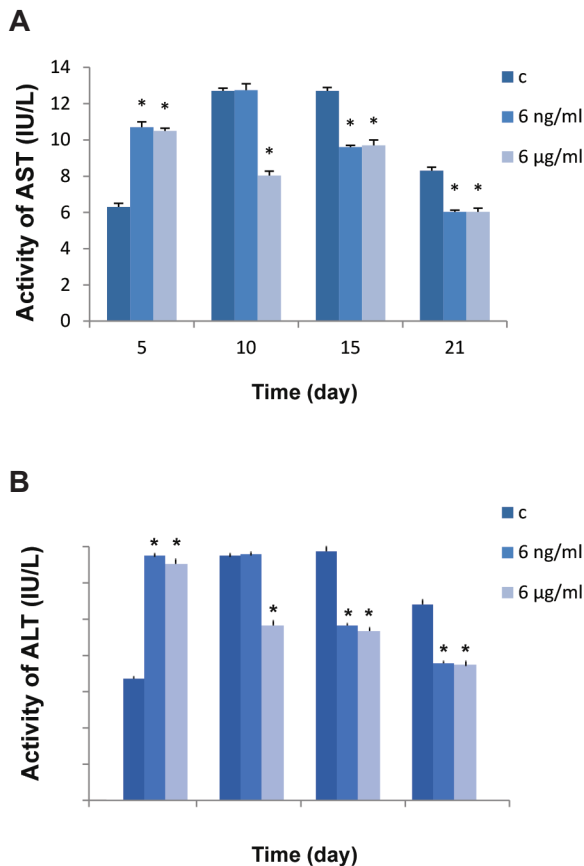 A
14
12
10
8
6
4
2
0
Activity of AST (IU/L)
* *
*
* *
* *
c
6 ng/ml
6 µg/ml
5 10 15 21
Time (day)
B
Activity of ALT (IU/L)
* *
*
* *
* *
c
6 ng/ml
6 µg/ml
Time (day)